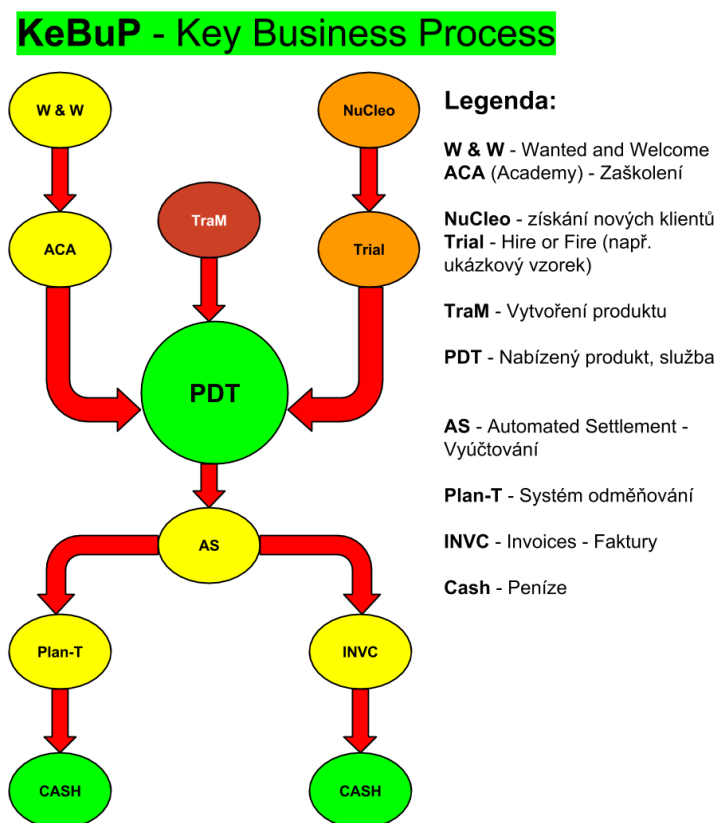 KeBuP - Key Business Process
W & W
NuCleo
TraM
ACA
Trial
PDT
AS
Plan-T
INVC
CASH
CASH
Legenda:
W & W - Wanted and Welcome
ACA (Academy) - Zaškolení
NuCleo - získání nových klientů
Trial - Hire or Fire (např.
ukázkový vzorek)
TraM - Vytvoření produktu
PDT - Nabízený produkt, služba
AS - Automated Settlement -
Vyúčtování
Plan-T - Systém odměňování
INVC - Invoices - Faktury
Cash - Peníze